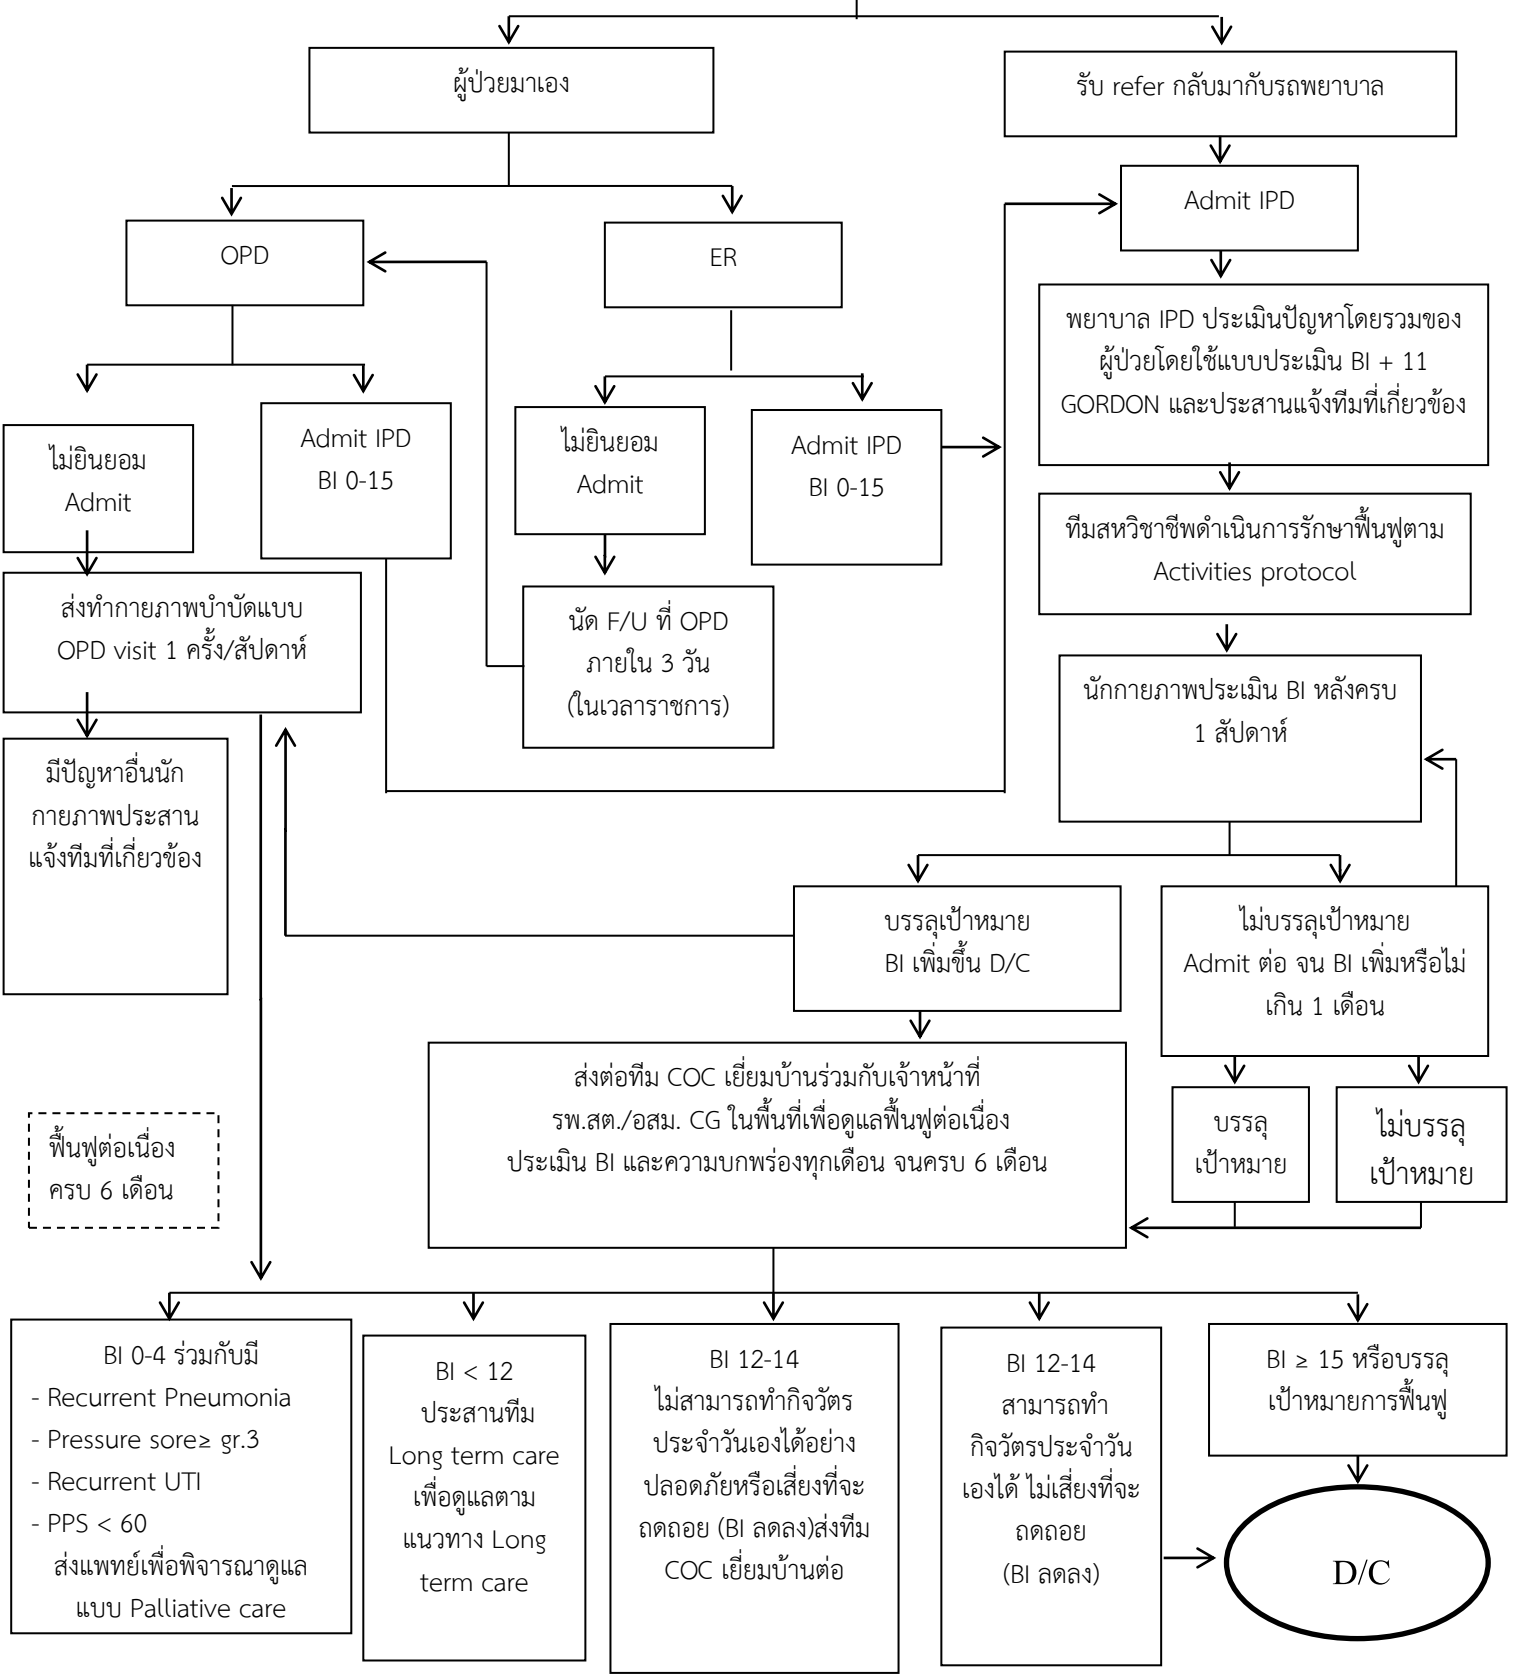 ผู้ป่วยมาเอง
รับ refer กลับมากับรถพยาบาล
Admit IPD
OPD
ER
พยาบาล IPD ประเมินปัญหาโดยรวมของ
ผู้ป่วยโดยใช้แบบประเมิน BI + 11
GORDON และประสานแจ้งทีมที่เกี่ยวข้อง
ไม่ยินยอม
Admit
Admit IPD
BI 0-15
ไม่ยินยอม
Admit
Admit IPD
BI 0-15
ทีมสหวิชาชีพดำเนินการรักษาฟื้นฟูตาม
Activities protocol
ส่งทำกายภาพบำบัดแบบ
OPD visit 1 ครั้ง/สัปดาห์
นัด F/U ที่ OPD
ภายใน 3 วัน
(ในเวลาราชการ)
นักกายภาพประเมิน BI หลังครบ
1 สัปดาห์
มีปัญหาอื่นนัก
กายภาพประสาน
แจ้งทีมที่เกี่ยวข้อง
บรรลุเป้าหมาย
BI เพิ่มขึ้น D/C
ไม่บรรลุเป้าหมาย
Admit ต่อ จน BI เพิ่มหรือไม่
เกิน 1 เดือน
ส่งต่อทีม COC เยี่ยมบ้านร่วมกับเจ้าหน้าที่
รพ.สต./อสม. CG ในพื้นที่เพื่อดูแลฟื้นฟูต่อเนื่อง
ประเมิน BI และความบกพร่องทุกเดือน จนครบ 6 เดือน
บรรลุ
เป้าหมาย
ไม่บรรลุ
เป้าหมาย
ฟื้นฟูต่อเนื่อง
ครบ 6 เดือน
BI 0-4 ร่วมกับมี
- Recurrent Pneumonia
- Pressure sore≥ gr.3
- Recurrent UTI
- PPS < 60
ส่งแพทย์เพื่อพิจารณาดูแล
แบบ Palliative care
BI < 12
ประสานทีม
Long term care
เพื่อดูแลตาม
แนวทาง Long
term care
BI 12-14
ไม่สามารถทำกิจวัตร
ประจำวันเองได้อย่าง
ปลอดภัยหรือเสี่ยงที่จะ
ถดถอย (BI ลดลง)ส่งทีม
COC เยี่ยมบ้านต่อ
BI 12-14
สามารถทำ
กิจวัตรประจำวัน
เองได้ ไม่เสี่ยงที่จะ
ถดถอย
(BI ลดลง)
BI ≥ 15 หรือบรรลุ
เป้าหมายการฟื้นฟู
D/C